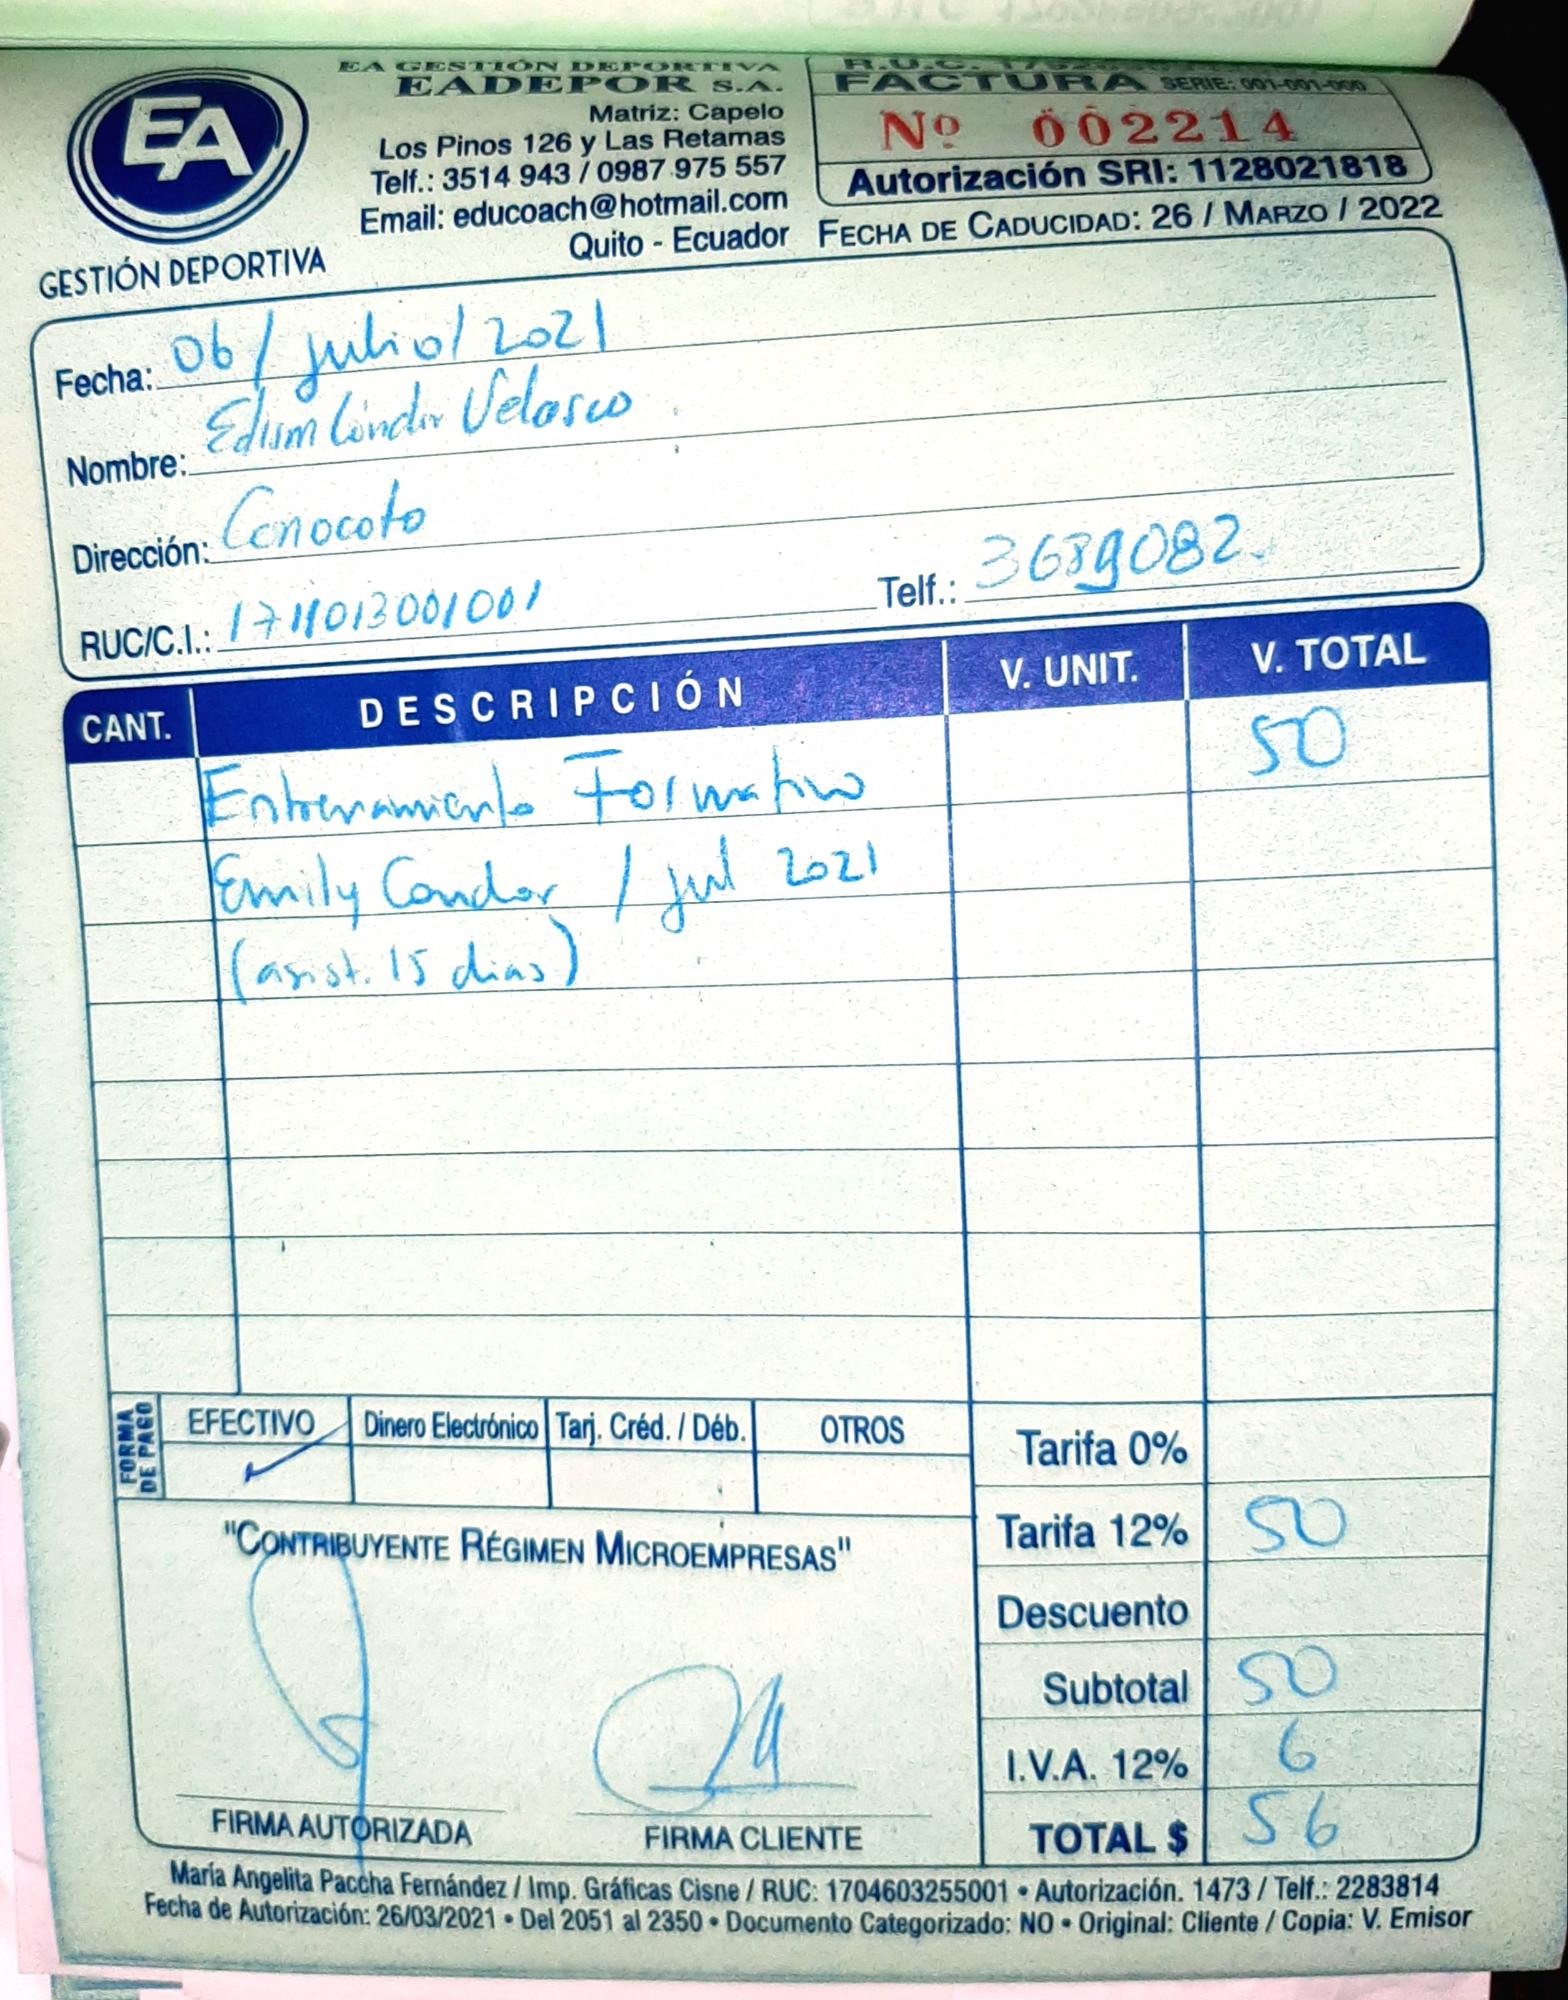 EA GESTIÓN DEPORTIVA
EADEPOR S.A.
Matriz: Capelo
Los Pinos 126 y Las Retamas
Telf.: 3514 943 / 0987 975 557
Email: educoach@hotmail.com
Quito - Ecuador
EA
GESTIÓN DEPORTIVA
R.U.C.
FACTURA SERIE: 001-001-000
Nº 002214
Autorización SRI: 1128021818
FECHA DE CADUCIDAD: 26 / MARZO / 2022
Fecha: 06 / julio / 2021
Nombre: Velasco
Dirección: Conocoto
RUC/C.I.: 1711013001001 Telf.: 3689082
CANT. DESCRIPCIÓN V. UNIT. V. TOTAL
Entrenamiento Formativo 50
Emily Condor / jul 2021
(asist. 15 dias)
FORMA DE PAGO EFECTIVO Dinero Electrónico Tarj. Créd. / Déb. OTROS
Tarifa 0%
Tarifa 12% 50
Descuento
Subtotal 50
I.V.A. 12% 6
TOTAL $ 56
"CONTRIBUYENTE RÉGIMEN MICROEMPRESAS"
FIRMA AUTORIZADA FIRMA CLIENTE
María Angelita Paccha Fernández / Imp. Gráficas Cisne / RUC: 1704603255001 • Autorización. 1473 / Telf.: 2283814
Fecha de Autorización: 26/03/2021 • Del 2051 al 2350 • Documento Categorizado: NO • Original: Cliente / Copia: V. Emisor